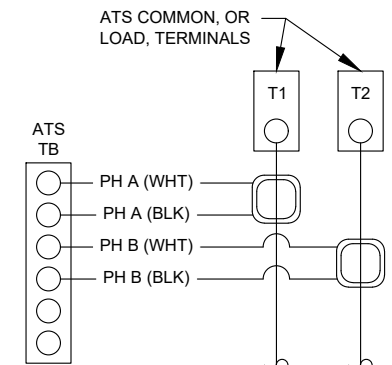 ATS COMMON, OR
LOAD, TERMINALS
T1
T2
ATS
TB
PH A (WHT)
PH A (BLK)
PH B (WHT)
PH B (BLK)